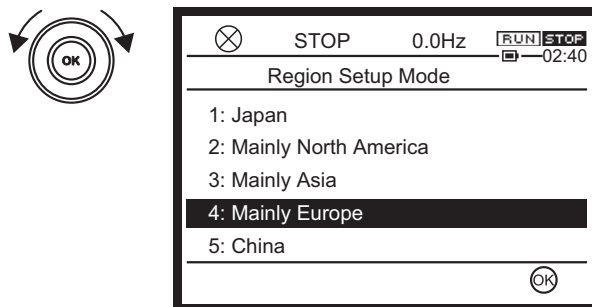 OK
STOP 0.0Hz RUN STOP
02:40
Region Setup Mode
1: Japan
2: Mainly North America
3: Mainly Asia
4: Mainly Europe
5: China
OK